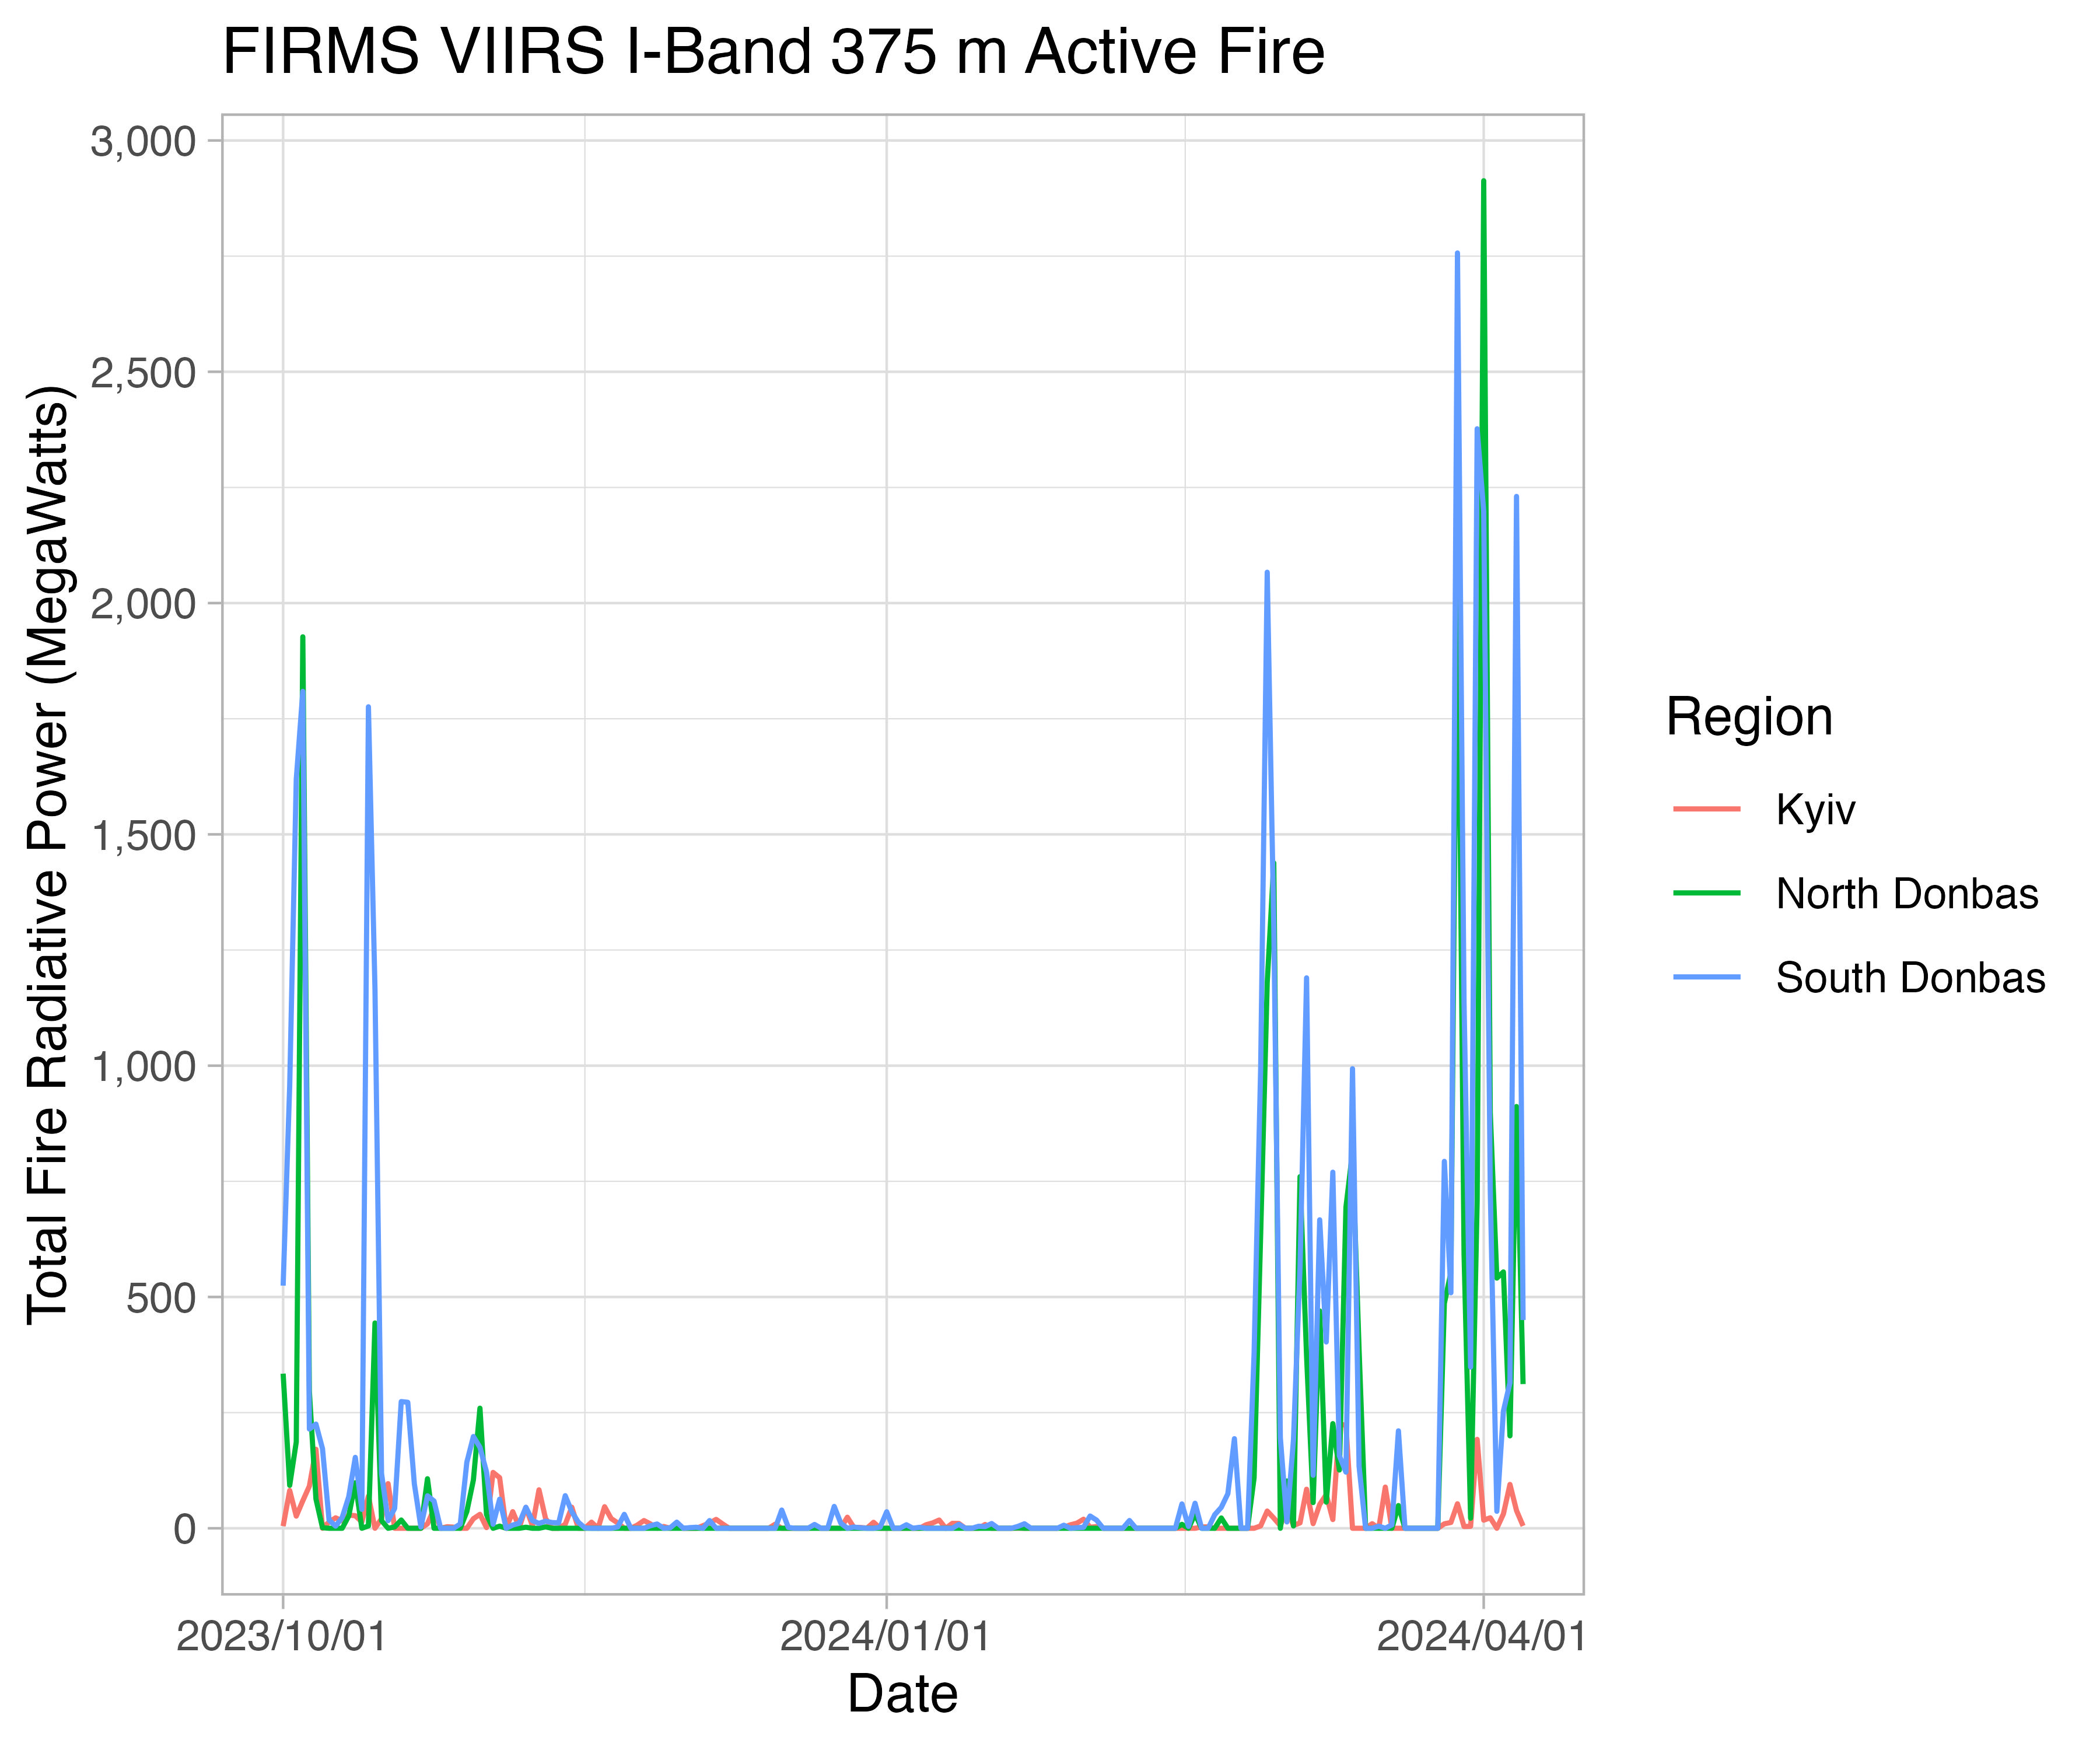 FIRMS VIIRS I-Band 375 m Active Fire
Total Fire Radiative Power (MegaWatts)
3,000
2,500
2,000
1,500
1,000
500
0
2023/10/01
2024/01/01
2024/04/01
Date
Region
Kyiv
North Donbas
South Donbas